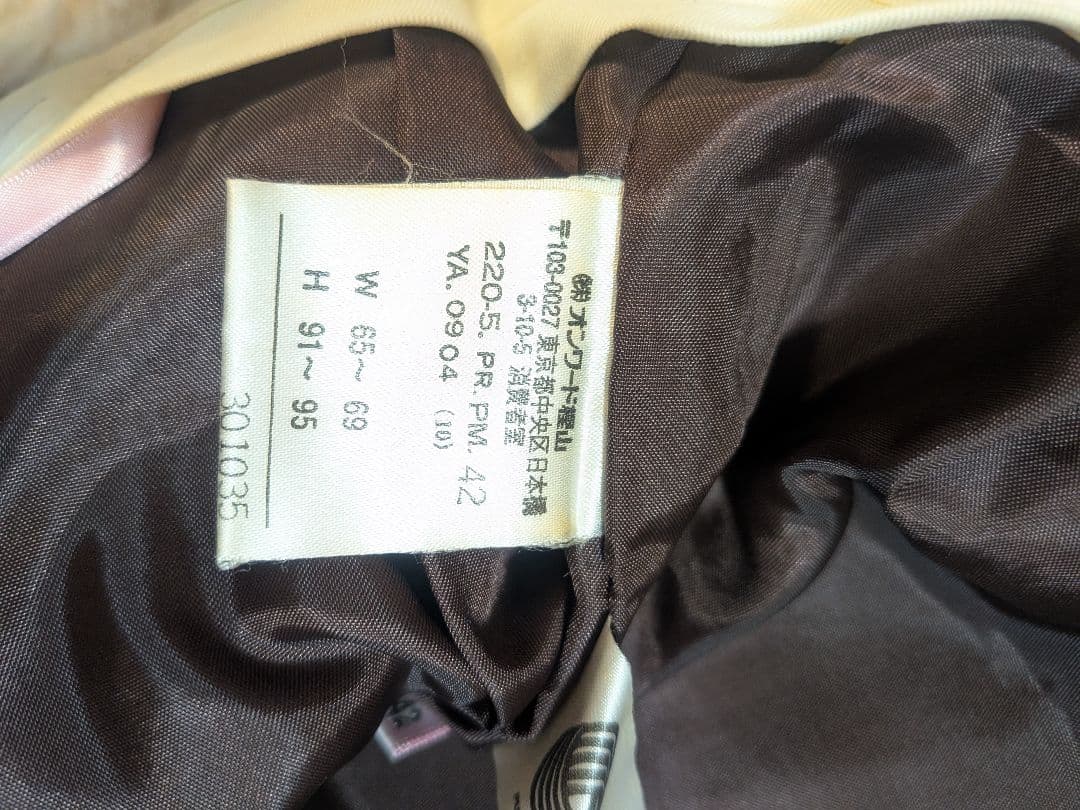 ㈱オンワード樫山
〒103-0027 東京都中央区日本橋
3-10-5 消費者室
220-5. PR. PM. 42
YA. 0904 (10)
W 65～69
H 91～95
301035
42